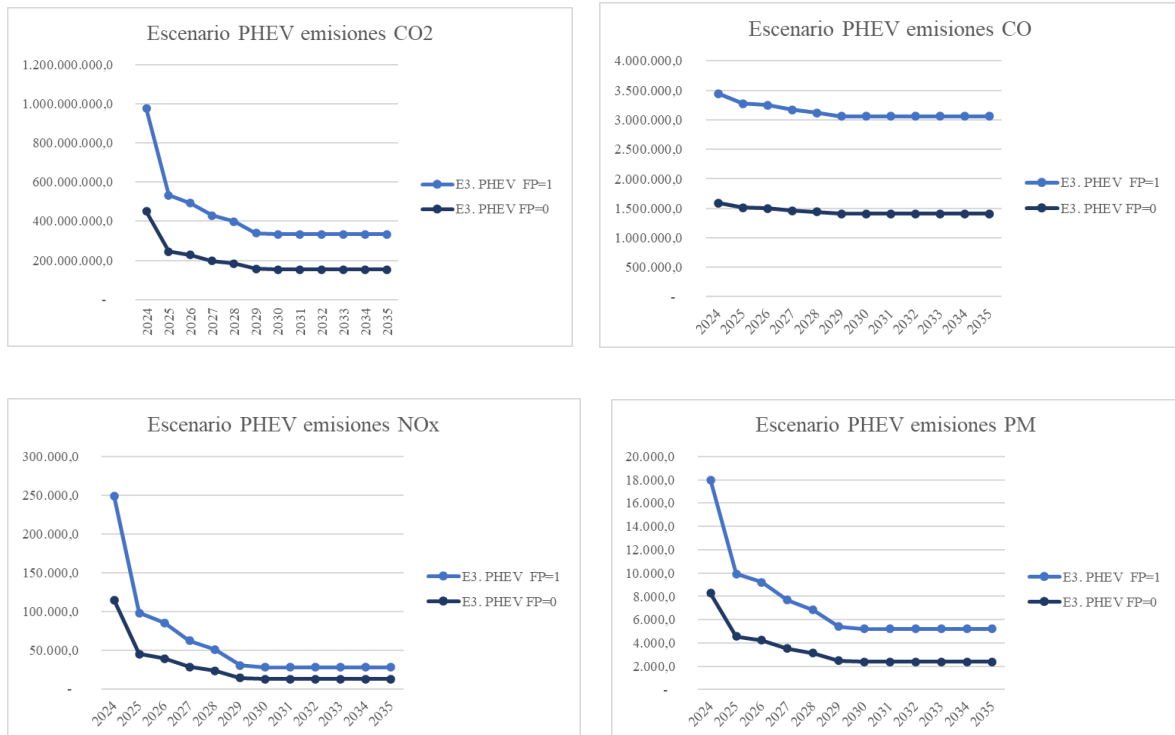 Escenario PHEV emisiones CO2
1.200.000.000,0
1.000.000.000,0
800.000.000,0
600.000.000,0
400.000.000,0
200.000.000,0
-
2024 2025 2026 2027 2028 2029 2030 2031 2032 2033 2034 2035
E3. PHEV FP=1
E3. PHEV FP=0
Escenario PHEV emisiones CO
4.000.000,0
3.500.000,0
3.000.000,0
2.500.000,0
2.000.000,0
1.500.000,0
1.000.000,0
500.000,0
-
2024 2025 2026 2027 2028 2029 2030 2031 2032 2033 2034 2035
E3. PHEV FP=1
E3. PHEV FP=0
Escenario PHEV emisiones NOx
300.000,0
250.000,0
200.000,0
150.000,0
100.000,0
50.000,0
-
2024 2025 2026 2027 2028 2029 2030 2031 2032 2033 2034 2035
E3. PHEV FP=1
E3. PHEV FP=0
Escenario PHEV emisiones PM
20.000,0
18.000,0
16.000,0
14.000,0
12.000,0
10.000,0
8.000,0
6.000,0
4.000,0
2.000,0
-
2024 2025 2026 2027 2028 2029 2030 2031 2032 2033 2034 2035
E3. PHEV FP=1
E3. PHEV FP=0